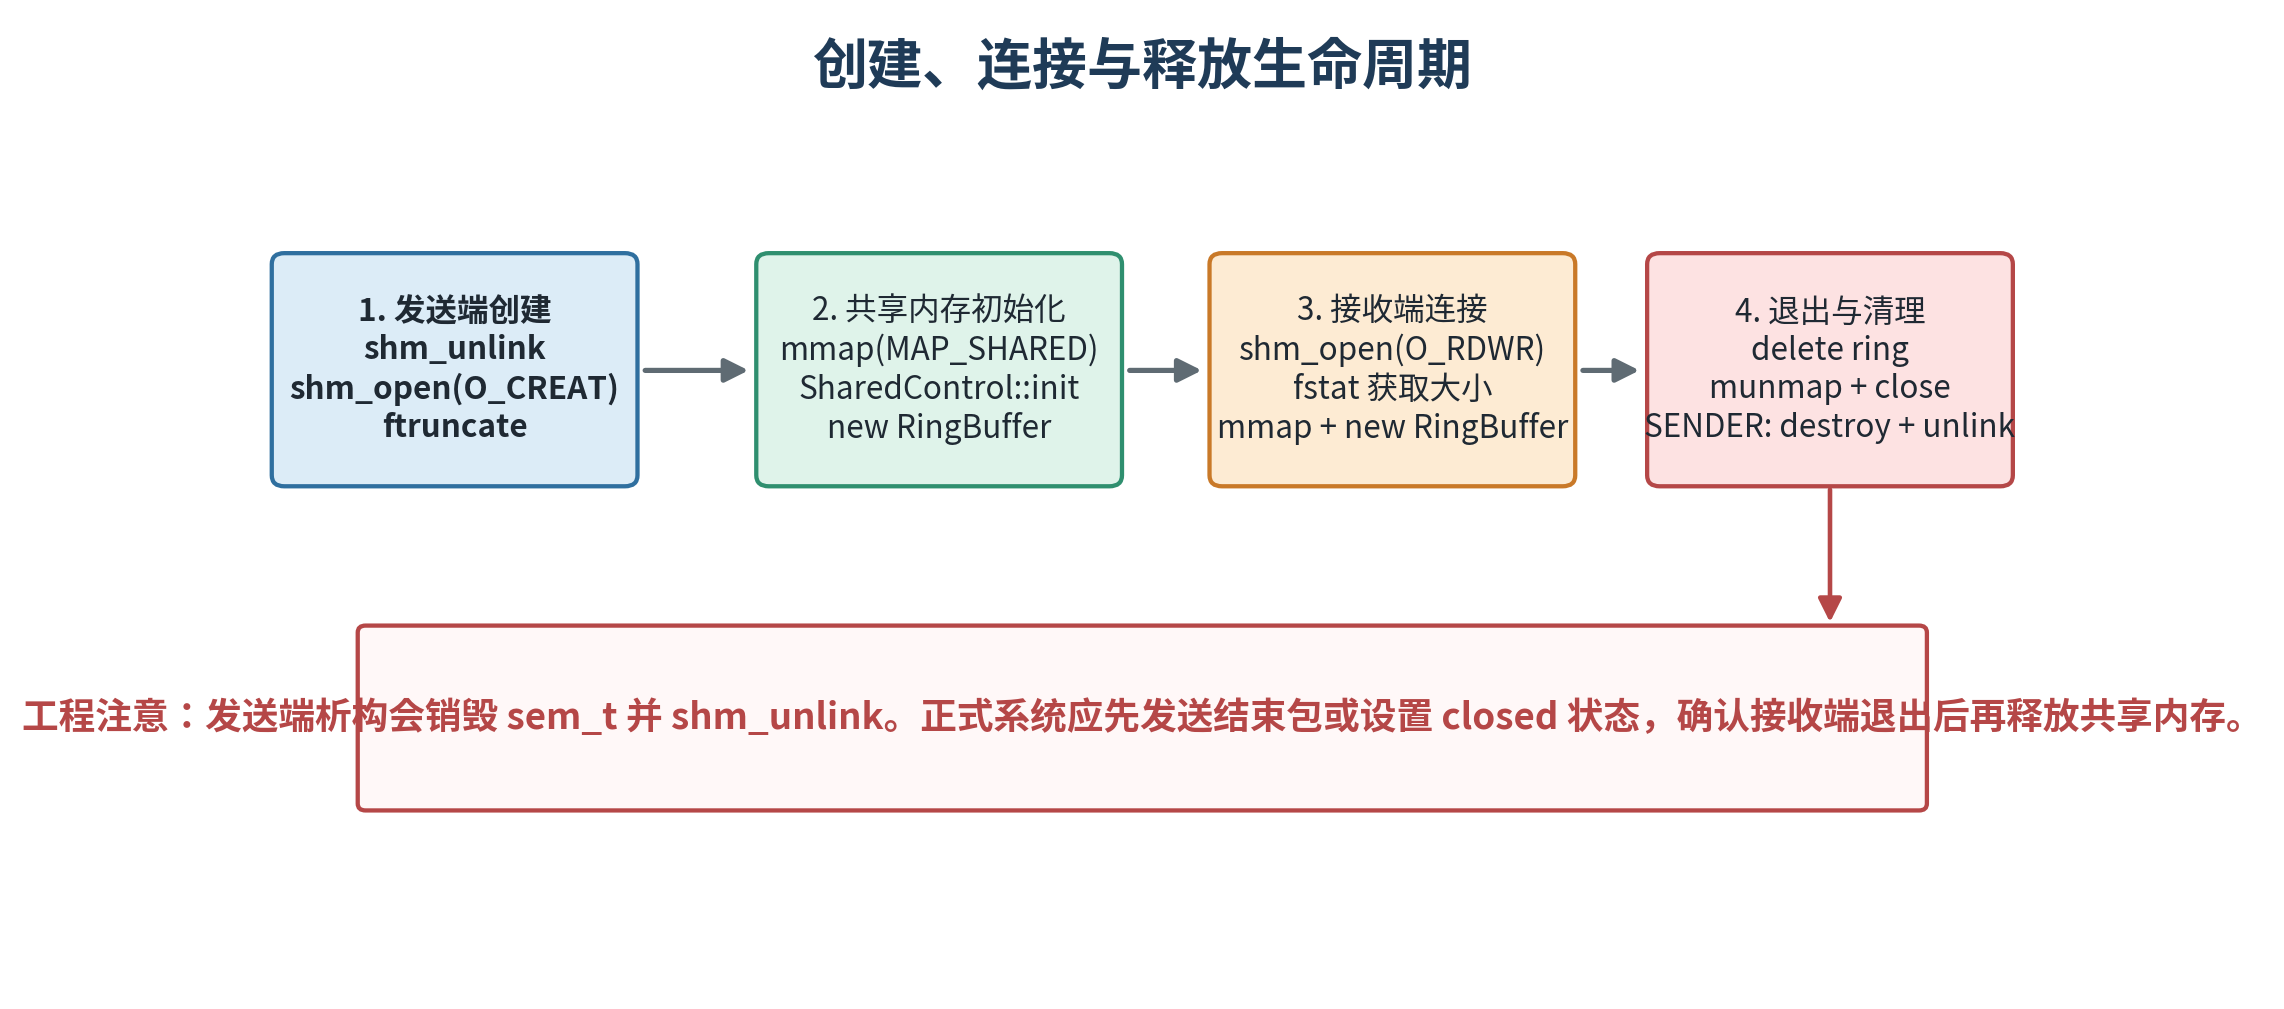 创建、连接与释放生命周期
1. 发送端创建
shm_unlink
shm_open(O_CREAT)
ftruncate
2. 共享内存初始化
mmap(MAP_SHARED)
SharedControl::init
new RingBuffer
3. 接收端连接
shm_open(O_RDWR)
fstat 获取大小
mmap + new RingBuffer
4. 退出与清理
delete ring
munmap + close
SENDER: destroy + unlink
工程注意：发送端析构会销毁 sem_t 并 shm_unlink。正式系统应先发送结束包或设置 closed 状态，确认接收端退出后再释放共享内存。